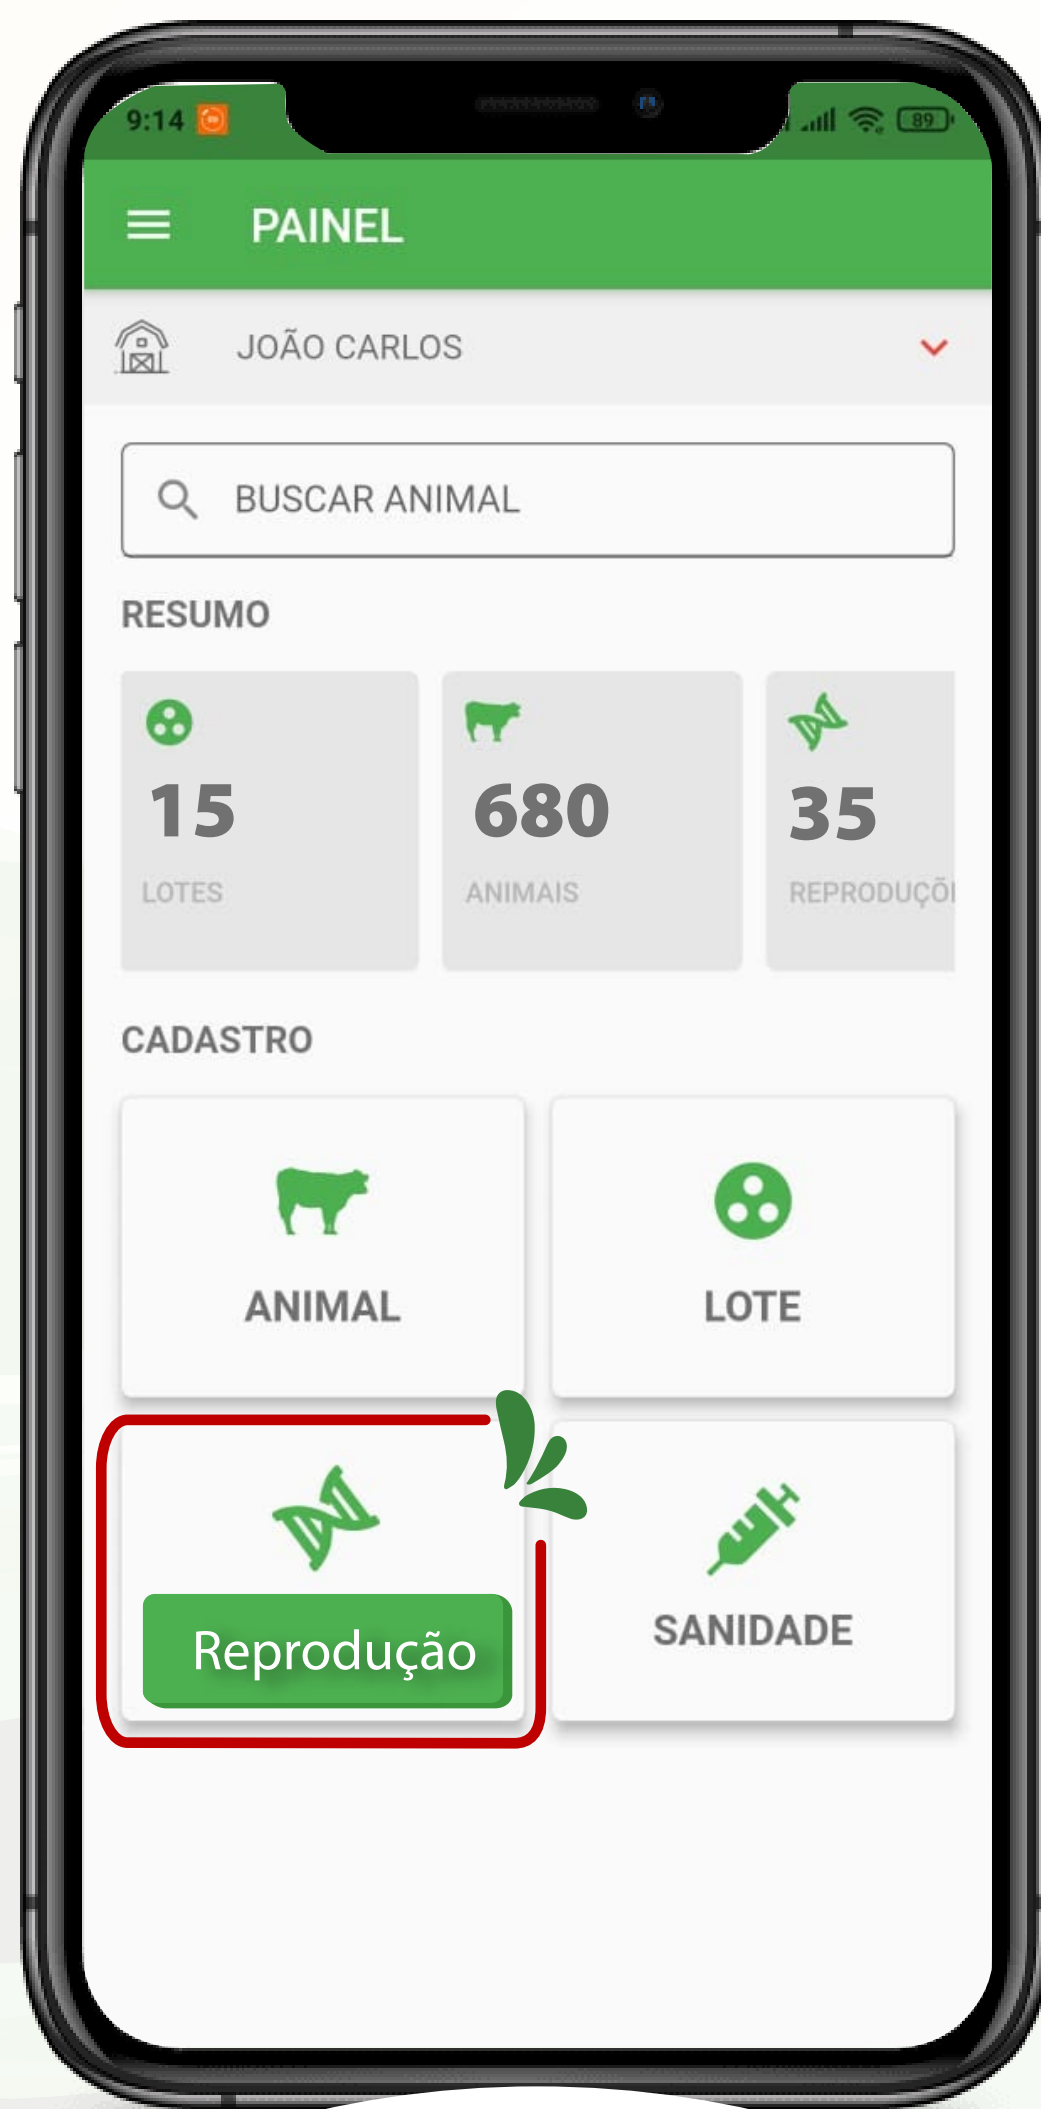 9:14
89
PAINEL
JOÃO CARLOS
BUSCAR ANIMAL
RESUMO
15
680
35
LOTES
ANIMAIS
REPRODUÇÕ
CADASTRO
ANIMAL
LOTE
Reprodução
SANIDADE